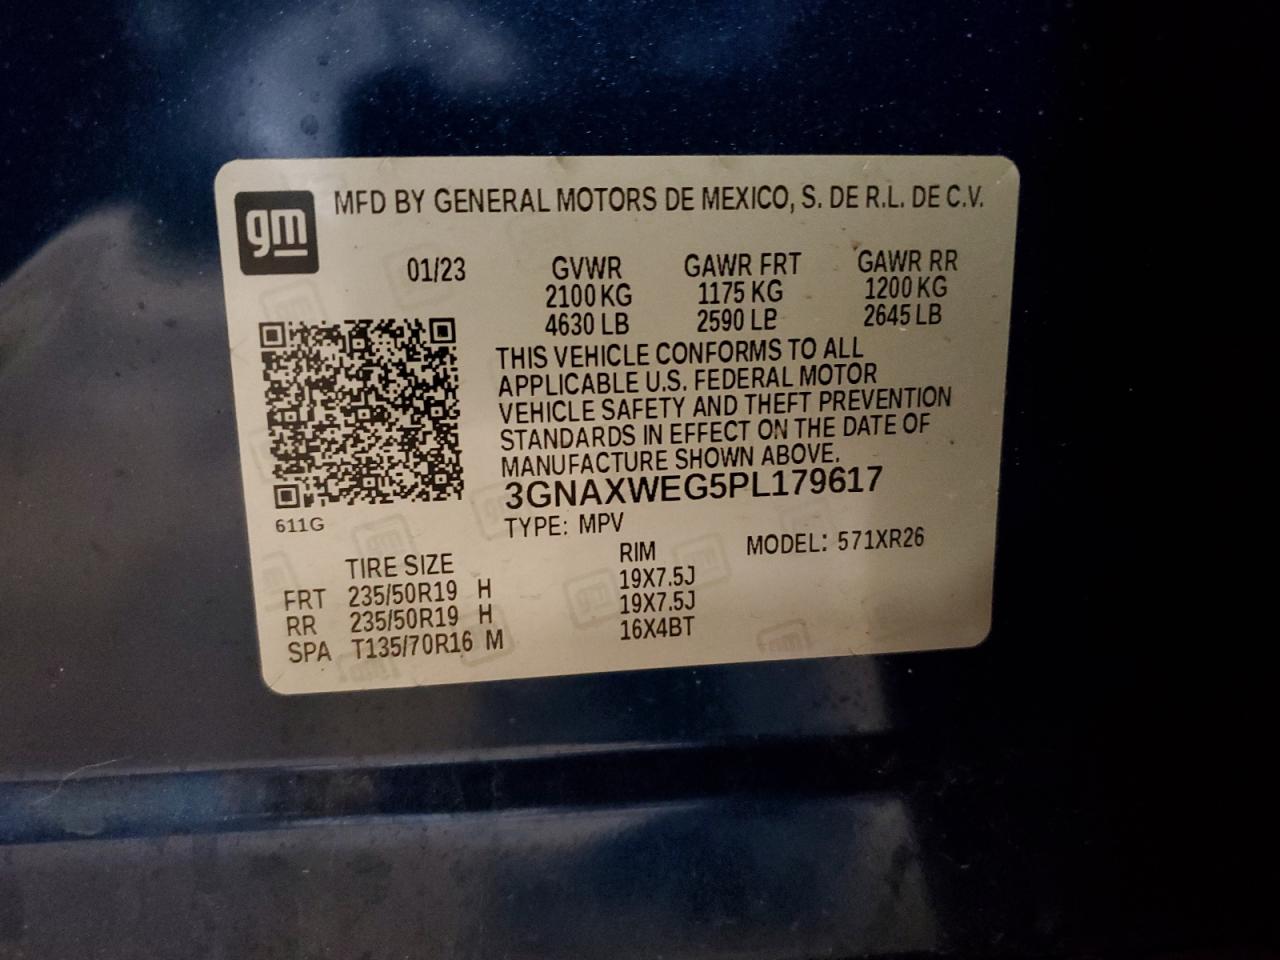 gm
MFD BY GENERAL MOTORS DE MEXICO, S. DE R.L. DE C.V.
01/23 GVWR GAWR FRT GAWR RR
2100 KG 1175 KG 1200 KG
4630 LB 2590 LB 2645 LB
THIS VEHICLE CONFORMS TO ALL
APPLICABLE U.S. FEDERAL MOTOR
VEHICLE SAFETY AND THEFT PREVENTION
STANDARDS IN EFFECT ON THE DATE OF
MANUFACTURE SHOWN ABOVE.
3GNAXWEG5PL179617
611G
TYPE: MPV
MODEL: 571XR26
TIRE SIZE RIM
FRT 235/50R19 H 19X7.5J
RR 235/50R19 H 19X7.5J
SPA T135/70R16 M 16X4BT